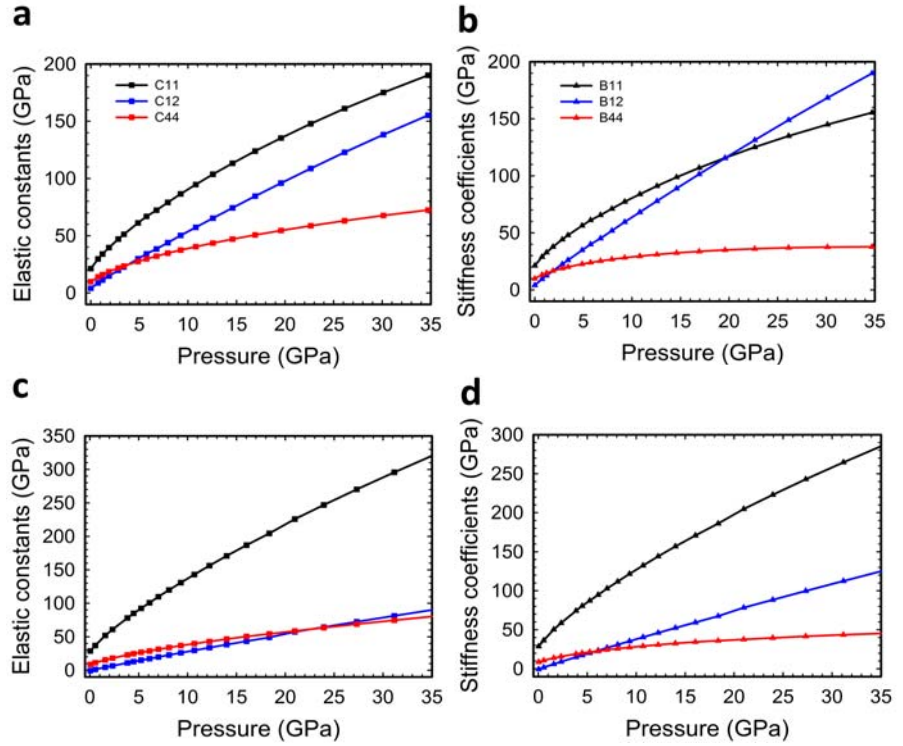 a
Elastic constants (GPa)
200
150
100
50
0
C11
C12
C44
0 5 10 15 20 25 30 35
Pressure (GPa)
b
Stiffness coefficients (GPa)
200
150
100
50
0
B11
B12
B44
0 5 10 15 20 25 30 35
Pressure (GPa)
c
Elastic constants (GPa)
350
300
250
200
150
100
50
0
0 5 10 15 20 25 30 35
Pressure (GPa)
d
Stiffness coefficients (GPa)
300
250
200
150
100
50
0
0 5 10 15 20 25 30 35
Pressure (GPa)